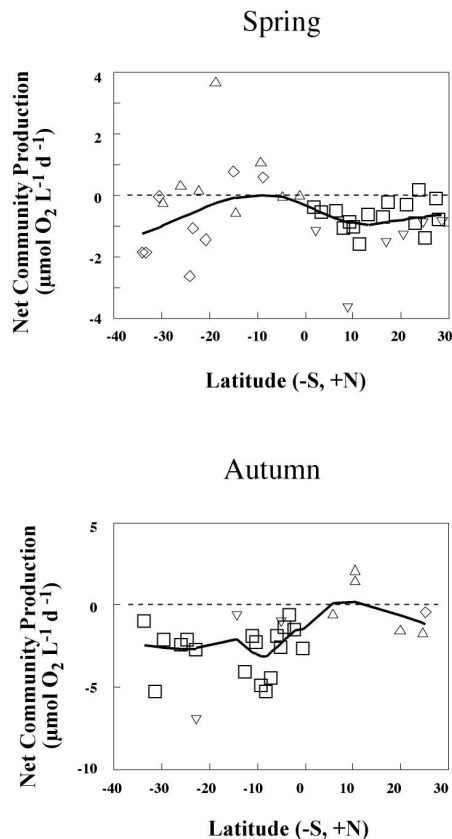 Spring
Net Community Production
(µmol O2 L-1 d-1)
4
2
0
-2
-4
-40 -30 -20 -10 0 10 20 30
Latitude (-S, +N)
Autumn
Net Community Production
(µmol O2 L-1 d-1)
5
0
-5
-10
-40 -30 -20 -10 0 10 20 30
Latitude (-S, +N)